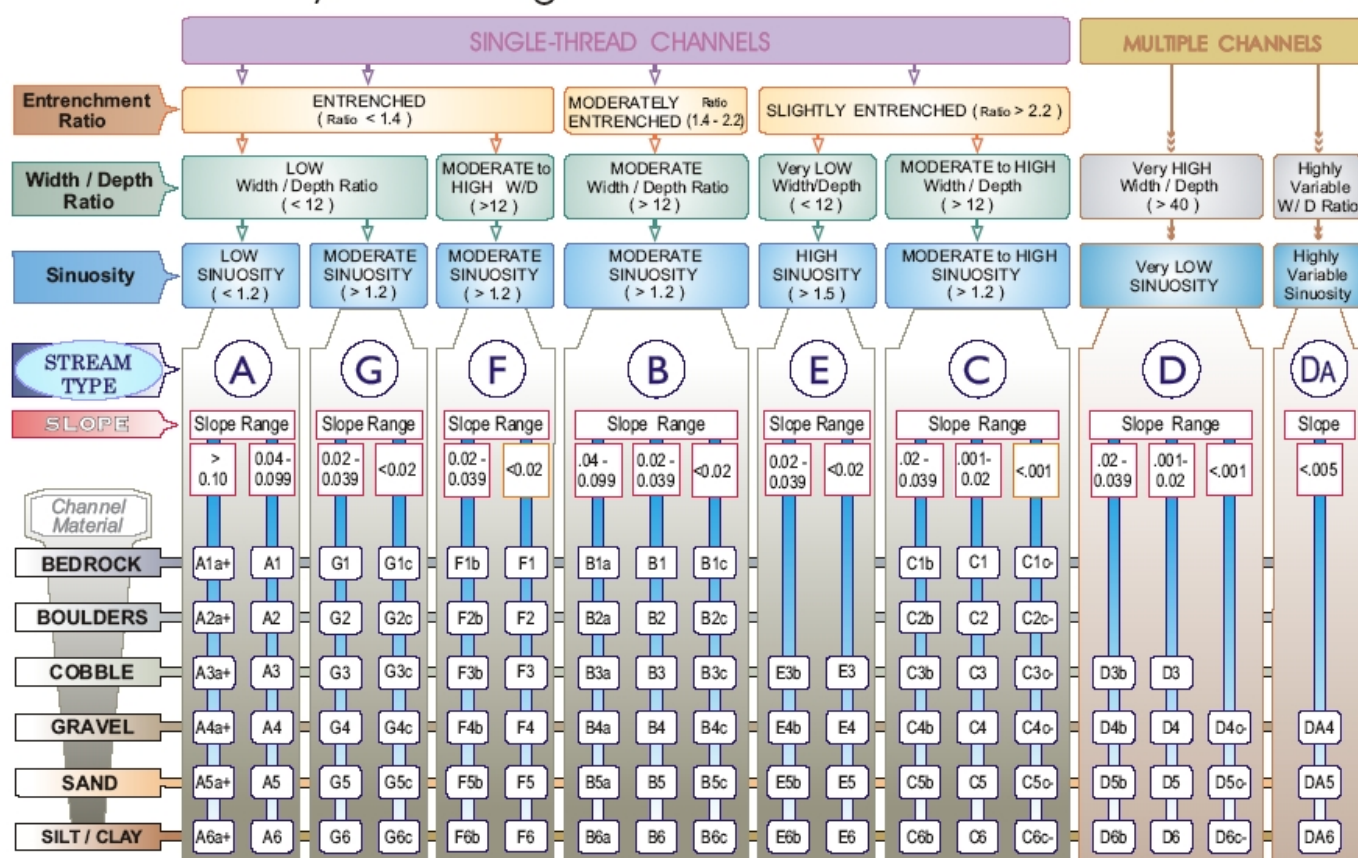 SINGLE-THREAD CHANNELS
MULTIPLE CHANNELS
Entrenchment
Ratio
ENTRENCHED
( Ratio < 1.4 )
MODERATELY Ratio
ENTRENCHED (1.4 - 2.2)
SLIGHTLY ENTRENCHED ( Ratio > 2.2 )
Width / Depth
Ratio
LOW
Width / Depth Ratio
( < 12 )
MODERATE to
HIGH W/D
( >12 )
MODERATE
Width / Depth Ratio
( > 12 )
Very LOW
Width/Depth
( < 12 )
MODERATE to HIGH
Width / Depth
( > 12 )
Very HIGH
Width / Depth
( > 40 )
Highly
Variable
W/ D Ratio
Sinuosity
LOW
SINUOSITY
( < 1.2 )
MODERATE
SINUOSITY
( > 1.2 )
MODERATE
SINUOSITY
( > 1.2 )
MODERATE
SINUOSITY
( > 1.2 )
HIGH
SINUOSITY
( > 1.5 )
MODERATE to HIGH
SINUOSITY
( > 1.2 )
Very LOW
SINUOSITY
Highly
Variable
Sinuosity
STREAM
TYPE
A G F B E C D DA
SLOPE
Slope Range Slope Range Slope Range Slope Range Slope Range Slope Range Slope Range Slope
>
0.10
0.04 -
0.099
0.02 -
0.039
<0.02
0.02 -
0.039
<0.02
.04 -
0.099
0.02 -
0.039
<0.02
0.02 -
0.039
<0.02
.02 -
0.039
.001-
0.02
<.001
.02 -
0.039
.001-
0.02
<.001
<.005
Channel
Material
BEDROCK A1a+ A1 G1 G1c F1b F1 B1a B1 B1c C1b C1 C1c-
BOULDERS A2a+ A2 G2 G2c F2b F2 B2a B2 B2c C2b C2 C2c-
COBBLE A3a+ A3 G3 G3c F3b F3 B3a B3 B3c E3b E3 C3b C3 C3c- D3b D3
GRAVEL A4a+ A4 G4 G4c F4b F4 B4a B4 B4c E4b E4 C4b C4 C4c- D4b D4 D4c- DA4
SAND A5a+ A5 G5 G5c F5b F5 B5a B5 B5c E5b E5 C5b C5 C5c- D5b D5 D5c- DA5
SILT / CLAY A6a+ A6 G6 G6c F6b F6 B6a B6 B6c E6b E6 C6b C6 C6c- D6b D6 D6c- DA6